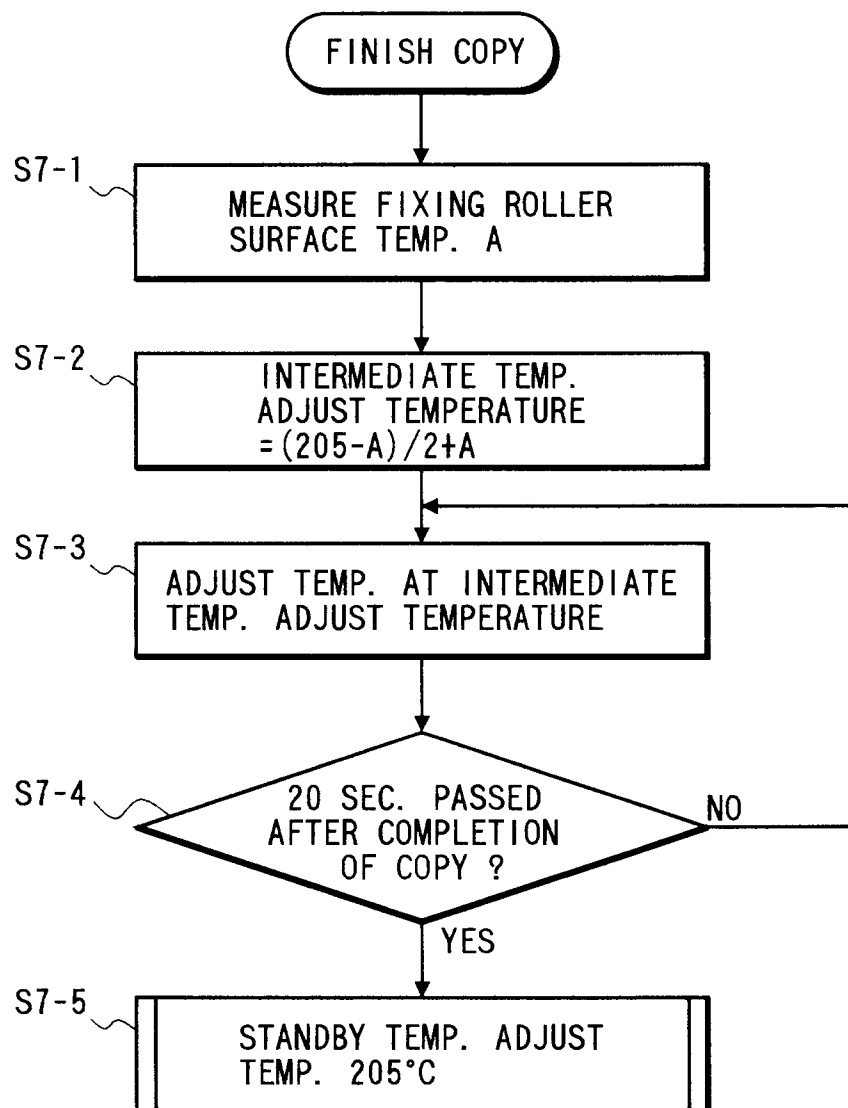 FINISH COPY
S7-1
MEASURE FIXING ROLLER
SURFACE TEMP. A
S7-2
INTERMEDIATE TEMP.
ADJUST TEMPERATURE
=(205-A)/2+A
S7-3
ADJUST TEMP. AT INTERMEDIATE
TEMP. ADJUST TEMPERATURE
S7-4
20 SEC. PASSED
AFTER COMPLETION
OF COPY ?
NO
YES
S7-5
STANDBY TEMP. ADJUST
TEMP. 205°C